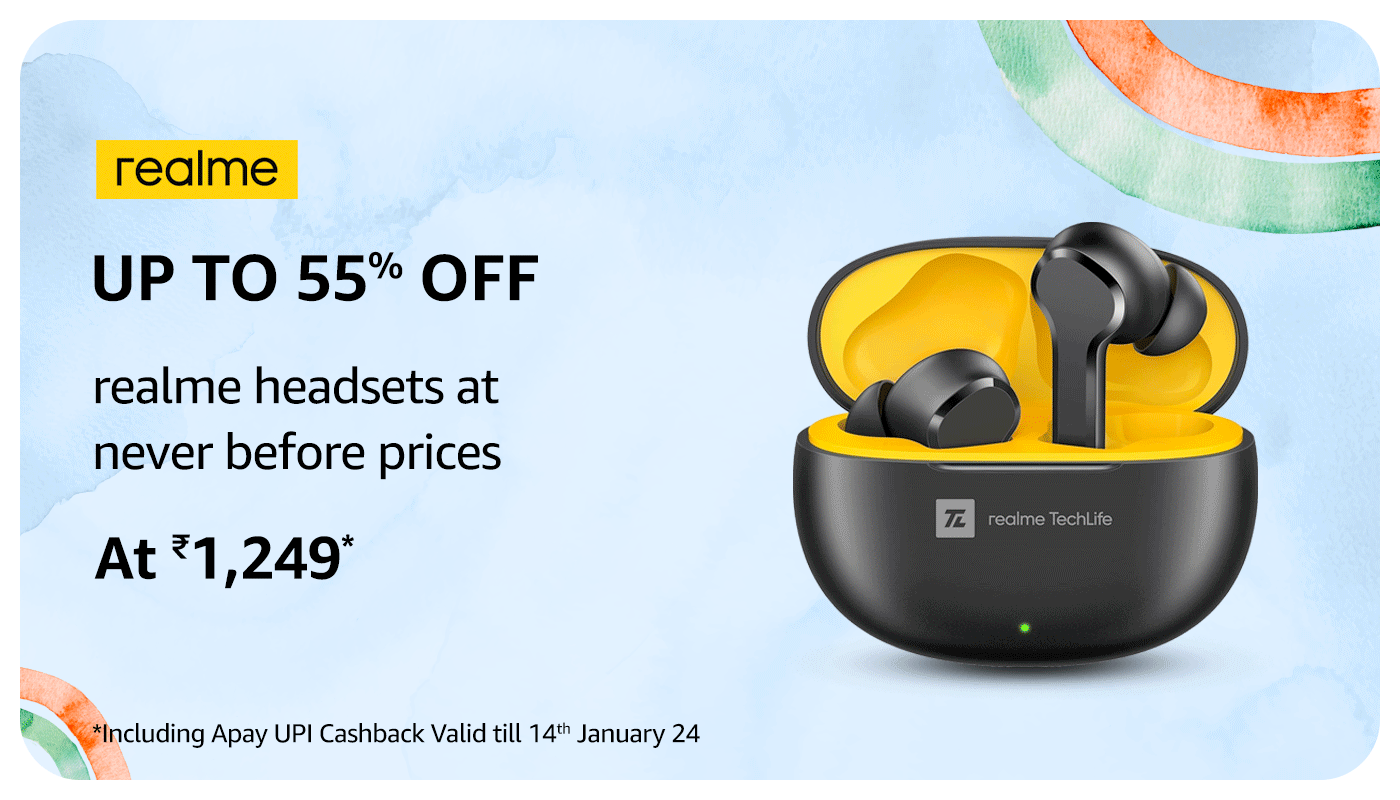 realme
UP TO 55% OFF
realme headsets at
never before prices
At ₹1,249*
TL realme TechLife
*Including Apay UPI Cashback Valid till 14th January 24